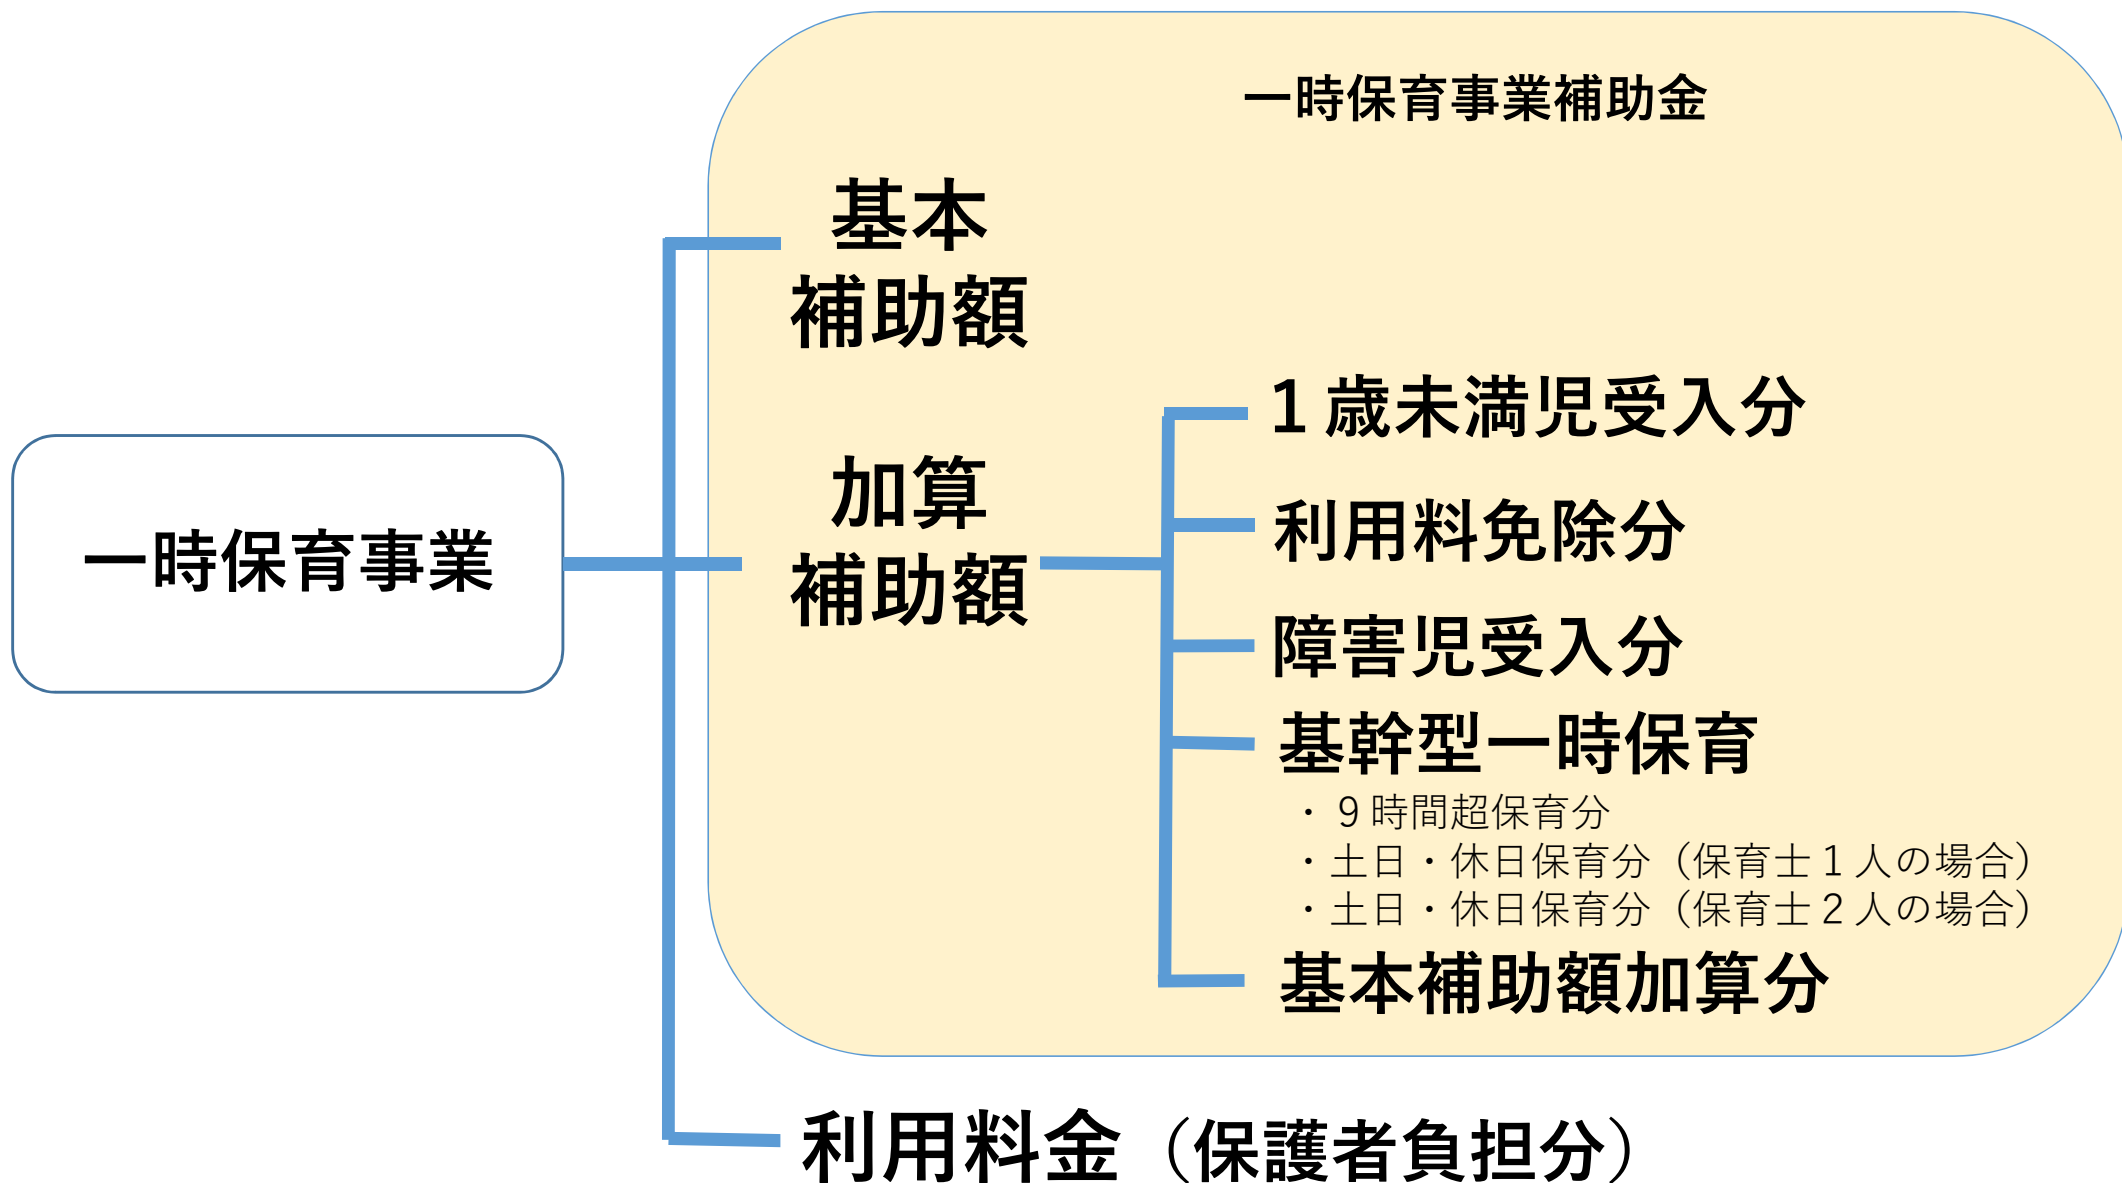 一時保育事業補助金
基本
補助額
１歳未満児受入分
加算
補助額
利用料免除分
一時保育事業
障害児受入分
基幹型一時保育
・９時間超保育分
・土日・休日保育分（保育士１人の場合）
・土日・休日保育分（保育士２人の場合）
基本補助額加算分
利用料金（保護者負担分）